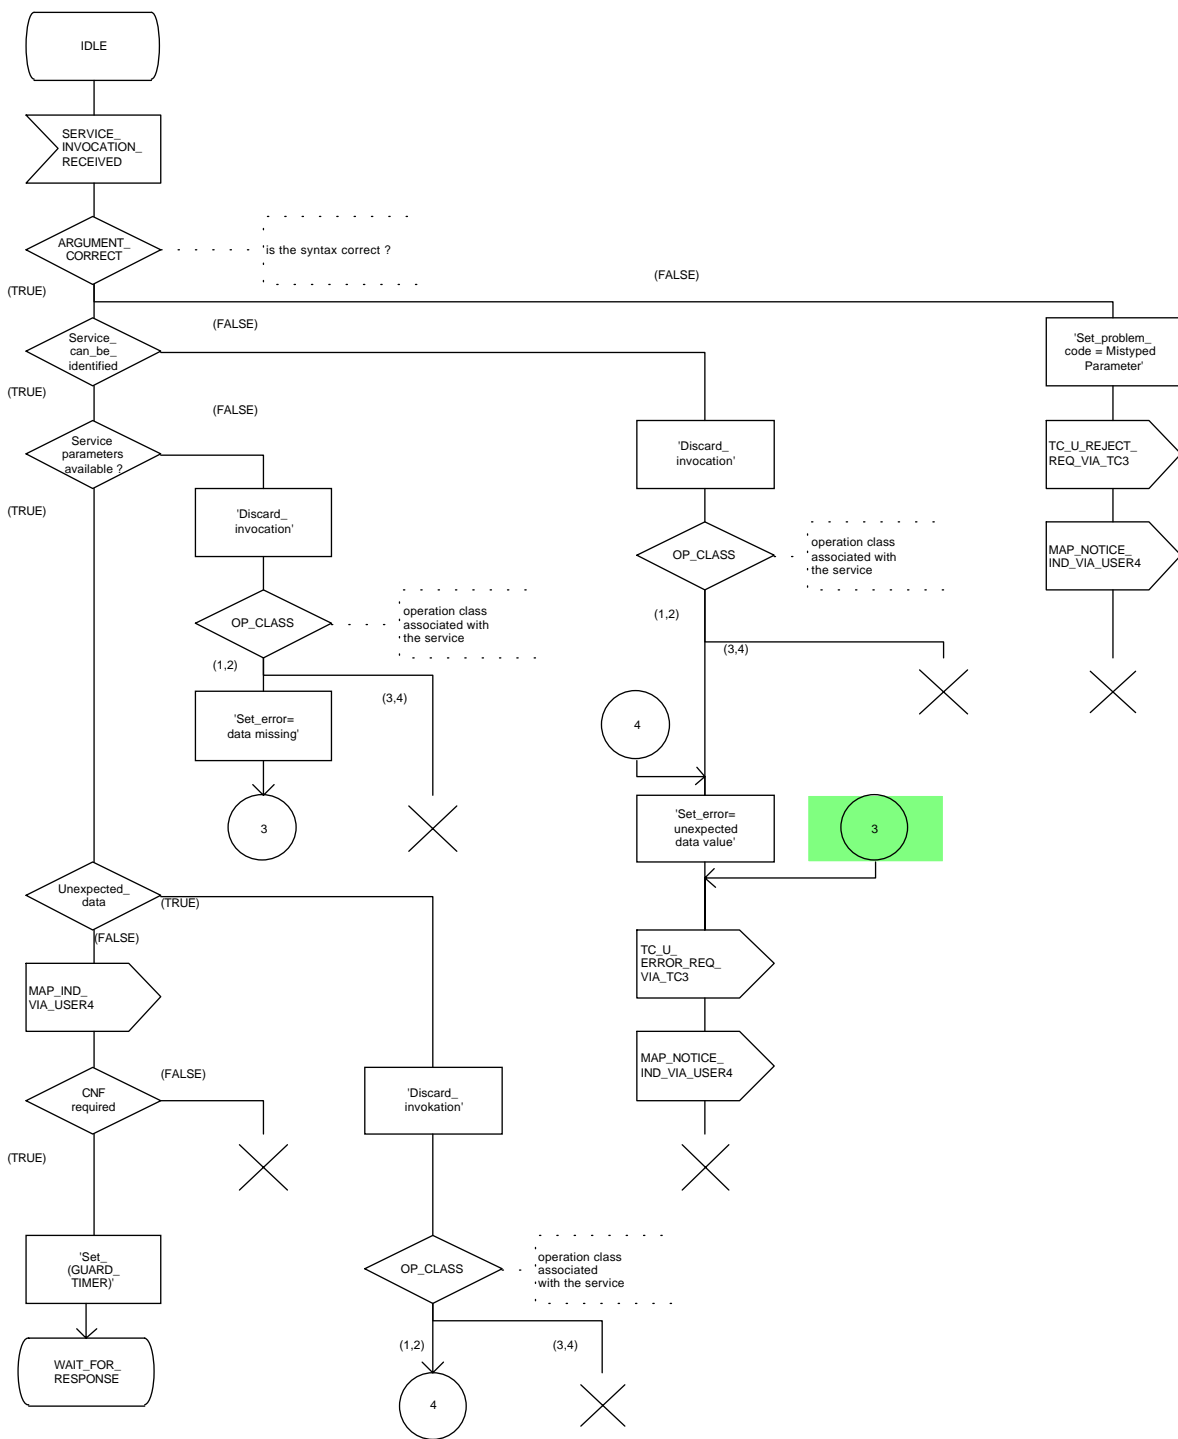 IDLE
SERVICE_
INVOCATION_
RECEIVED
ARGUMENT_
CORRECT
is the syntax correct ?
(TRUE)
(FALSE)
Service_
can_be_
identified
(FALSE)
'Set_problem_
code = Mistyped
Parameter'
(TRUE)
(FALSE)
Service
parameters
available ?
'Discard_
invocation'
TC_U_REJECT_
REQ_VIA_TC3
(TRUE)
'Discard_
invocation'
OP_CLASS
operation class
associated with
the service
MAP_NOTICE_
IND_VIA_USER4
OP_CLASS
operation class
associated with
the service
(1,2)
(3,4)
(1,2)
(3,4)
'Set_error=
data missing'
4
3
'Set_error=
unexpected
data value'
3
Unexpected_
data
(TRUE)
(FALSE)
TC_U_
ERROR_REQ_
VIA_TC3
MAP_IND_
VIA_USER4
MAP_NOTICE_
IND_VIA_USER4
CNF
required
(FALSE)
'Discard_
invokation'
(TRUE)
'Set_
(GUARD_
TIMER)'
OP_CLASS
operation class
associated
with the service
(1,2)
(3,4)
WAIT_FOR_
RESPONSE
4